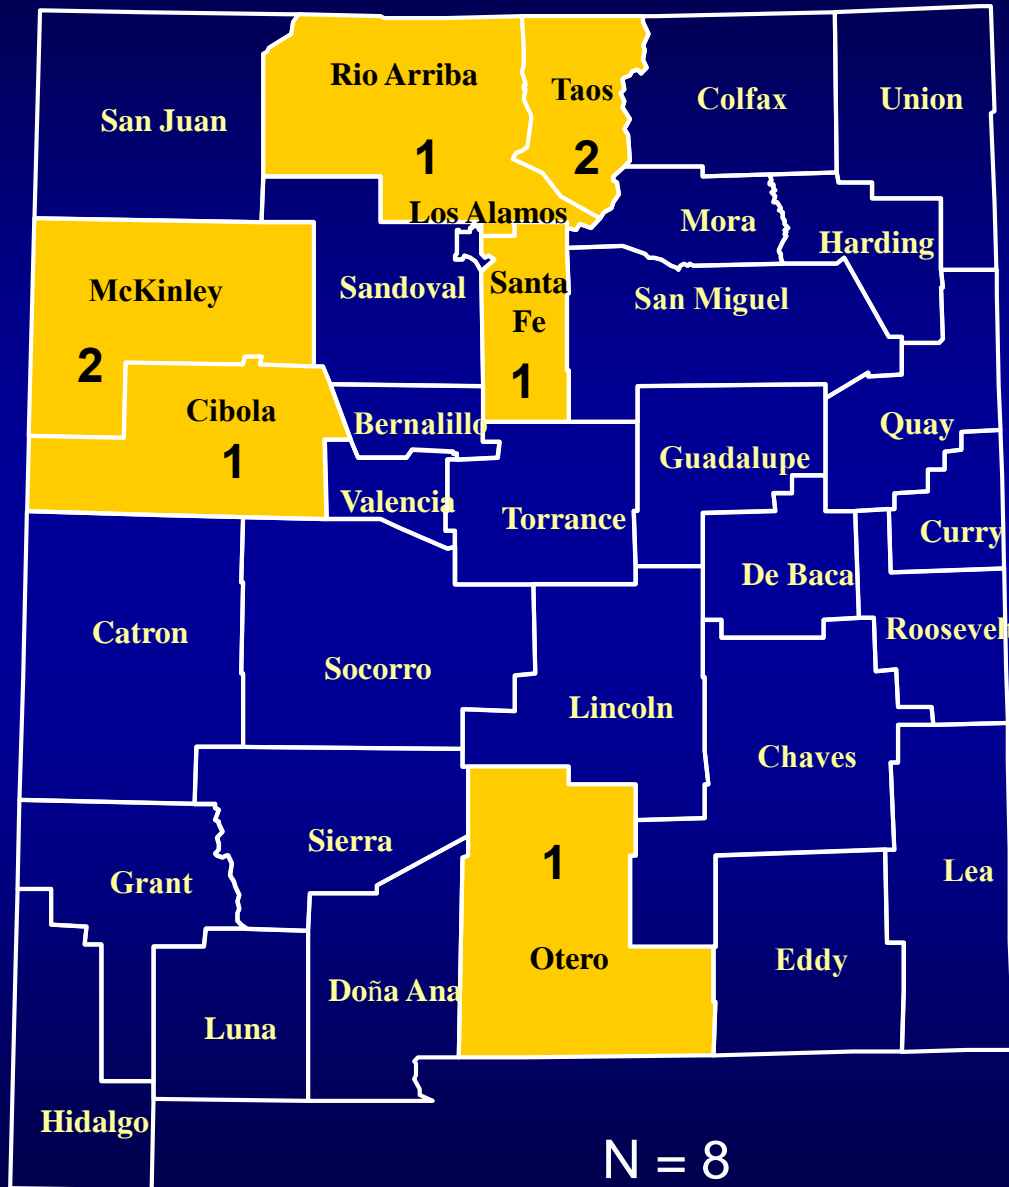 Rio Arriba
1
Taos
2
Colfax
Union
San Juan
Los Alamos
Mora
Harding
McKinley
2
Sandoval
Santa
Fe
1
San Miguel
Cibola
1
Bernalillo
Guadalupe
Quay
Valencia
Torrance
Curry
De Baca
Catron
Socorro
Roosevelt
Lincoln
Chaves
Sierra
Grant
1
Otero
Lea
Eddy
Doña Ana
Luna
Hidalgo
N = 8